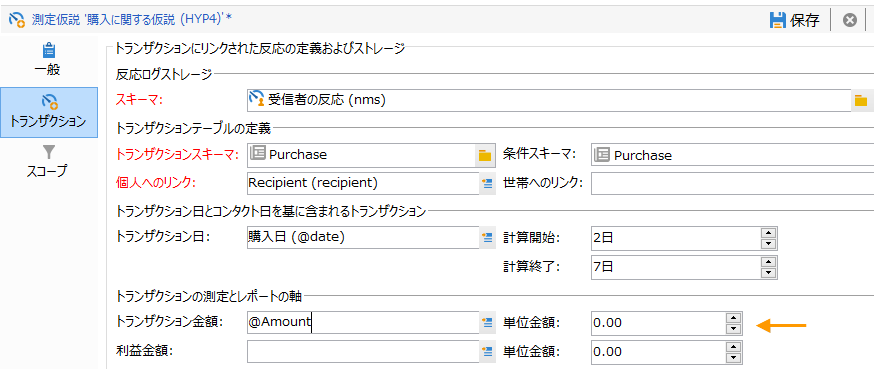 測定仮説 '購入に関する仮説 (HYP4)'* 保存
一般
トランザクション
スコープ
トランザクションにリンクされた反応の定義およびストレージ
反応ログストレージ
スキーマ: 受信者の反応 (nms)
トランザクションテーブルの定義
トランザクションスキーマ: Purchase 条件スキーマ: Purchase
個人へのリンク: Recipient (recipient) 世帯へのリンク:
トランザクション日とコンタクト日を基に含まれるトランザクション
トランザクション日: 購入日 (@date) 計算開始: 2日
計算終了: 7日
トランザクションの測定とレポートの軸
トランザクション金額: @Amount 単位金額: 0.00
利益金額: 単位金額: 0.00